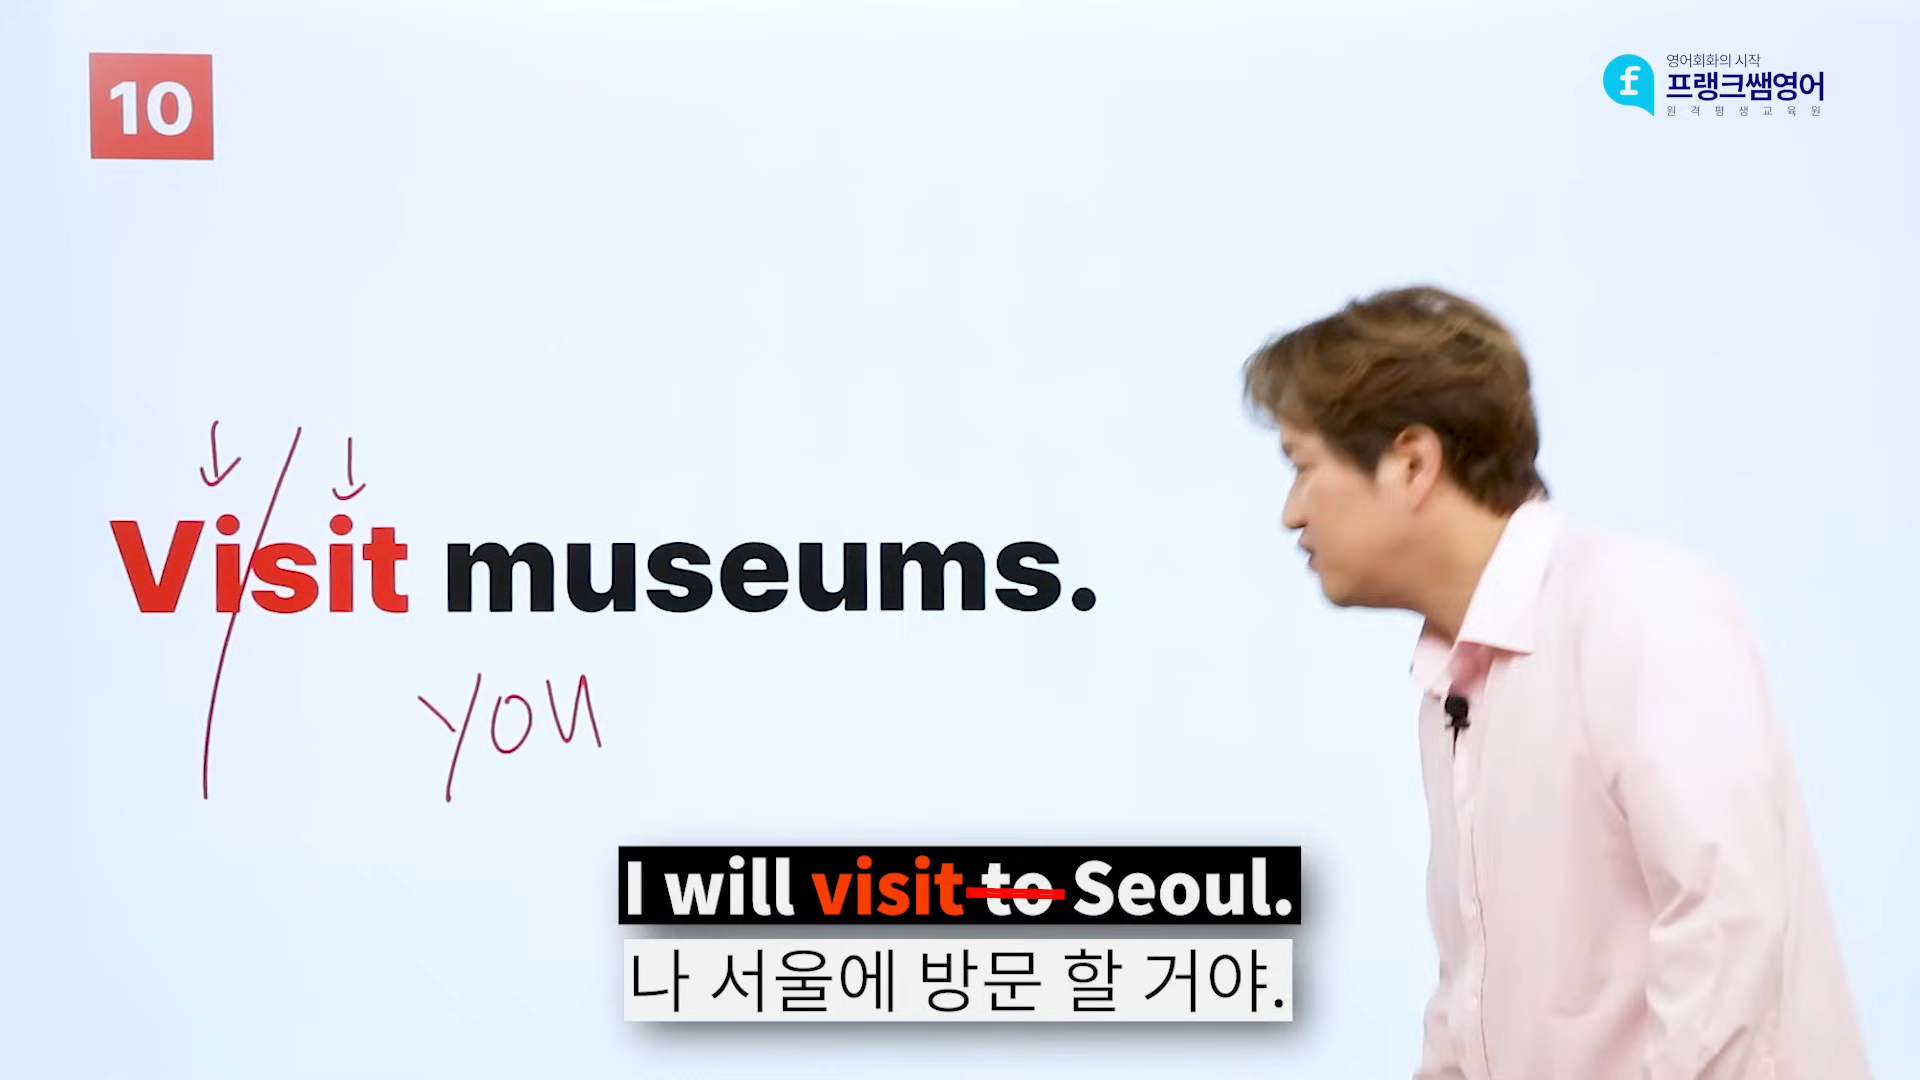 10
영어회화의 시작
프랭크쌤영어
원격평생교육원
Visit museums.
you
I will visit to Seoul.
나 서울에 방문 할 거야.